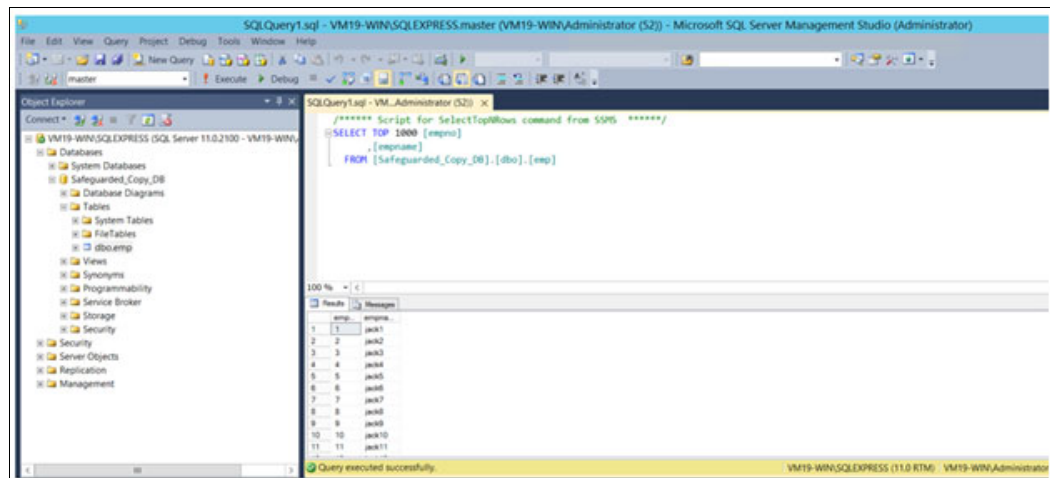 SQLQuery1.sql - VM19-WIN\SQLEXPRESS.master (VM19-WIN\Administrator (52)) - Microsoft SQL Server Management Studio (Administrator)
File Edit View Query Project Debug Tools Window Help
New Query
master Execute Debug
Object Explorer
Connect
VM19-WIN\SQLEXPRESS (SQL Server 11.0.2100 - VM19-WIN\
Databases
System Databases
Safeguarded_Copy_DB
Database Diagrams
Tables
System Tables
FileTables
dbo.emp
Views
Synonyms
Programmability
Service Broker
Storage
Security
Security
Server Objects
Replication
Management
SQLQuery1.sql - VM...Administrator (52))
/****** Script for SelectTopNRows command from SSMS ******/
SELECT TOP 1000 [empno]
,[empname]
FROM [Safeguarded_Copy_DB].[dbo].[emp]
100 %
Results Messages
emp... empna...
1 1 jack1
2 2 jack2
3 3 jack3
4 4 jack4
5 5 jack5
6 6 jack6
7 7 jack7
8 8 jack8
9 9 jack9
10 10 jack10
11 11 jack11
Query executed successfully.
VM19-WIN\SQLEXPRESS (11.0 RTM) VM19-WIN\Administrator